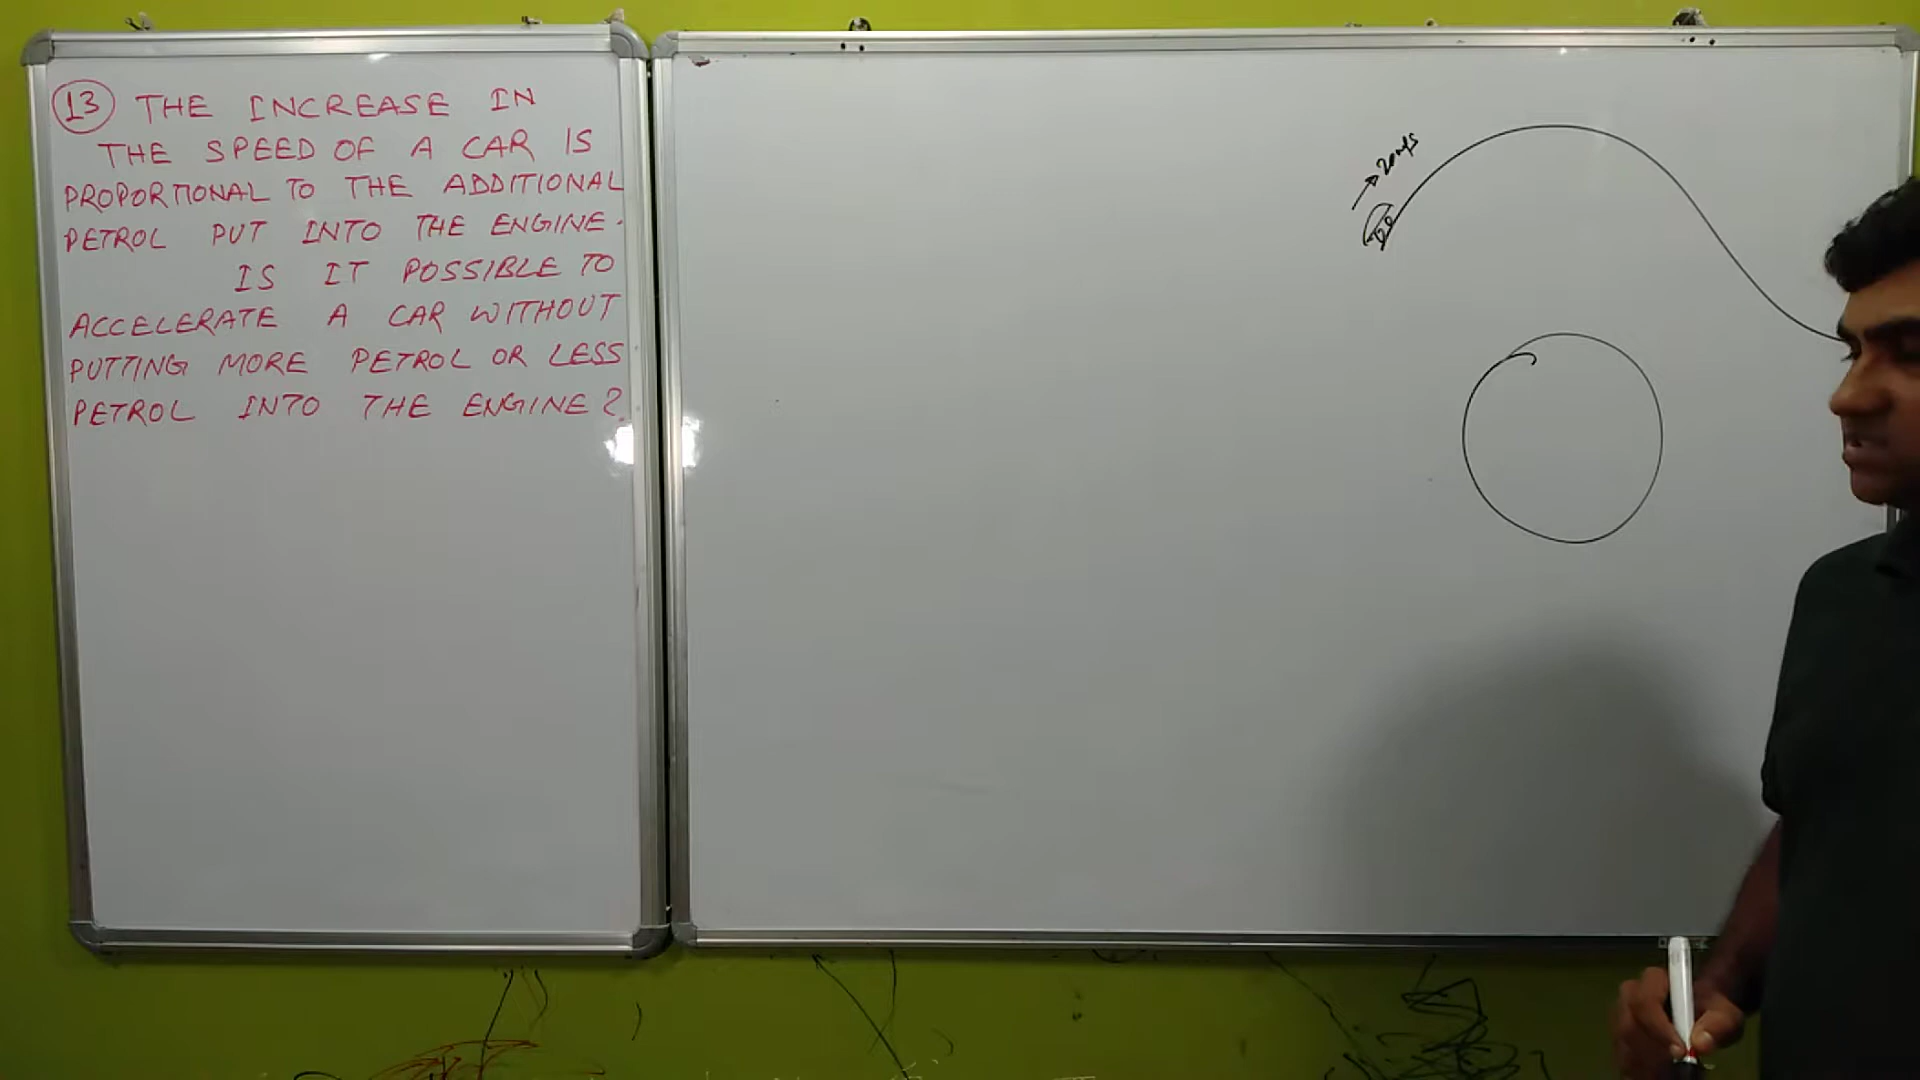 13 THE INCREASE IN
THE SPEED OF A CAR IS
PROPORTIONAL TO THE ADDITIONAL
PETROL PUT INTO THE ENGINE.
IS IT POSSIBLE TO
ACCELERATE A CAR WITHOUT
PUTTING MORE PETROL OR LESS
PETROL INTO THE ENGINE?
20m/s